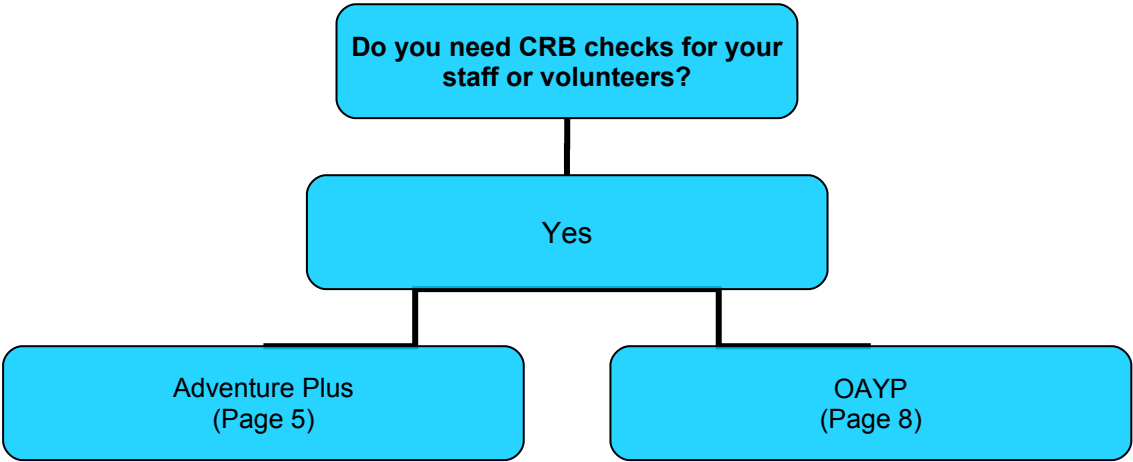 Do you need CRB checks for your
staff or volunteers?
Yes
Adventure Plus
(Page 5)
OAYP
(Page 8)